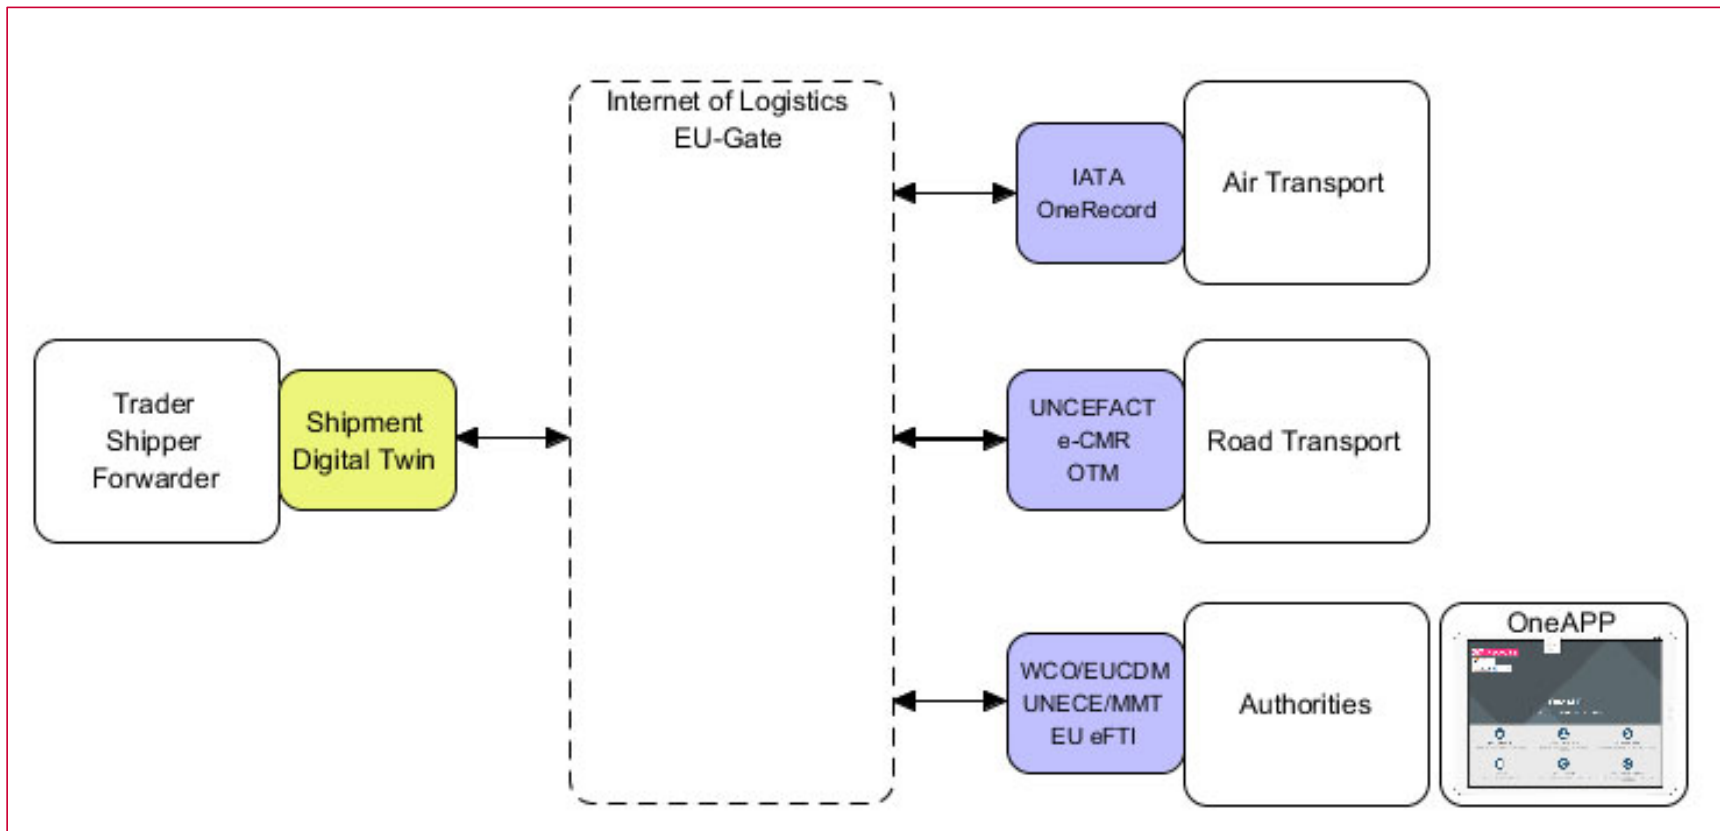 Internet of Logistics
EU-Gate
IATA
OneRecord
Air Transport
Trader
Shipper
Forwarder
Shipment
Digital Twin
UNCEFACT
e-CMR
OTM
Road Transport
WCO/EUCDM
UNECE/MMT
EU eFTI
Authorities
OneAPP